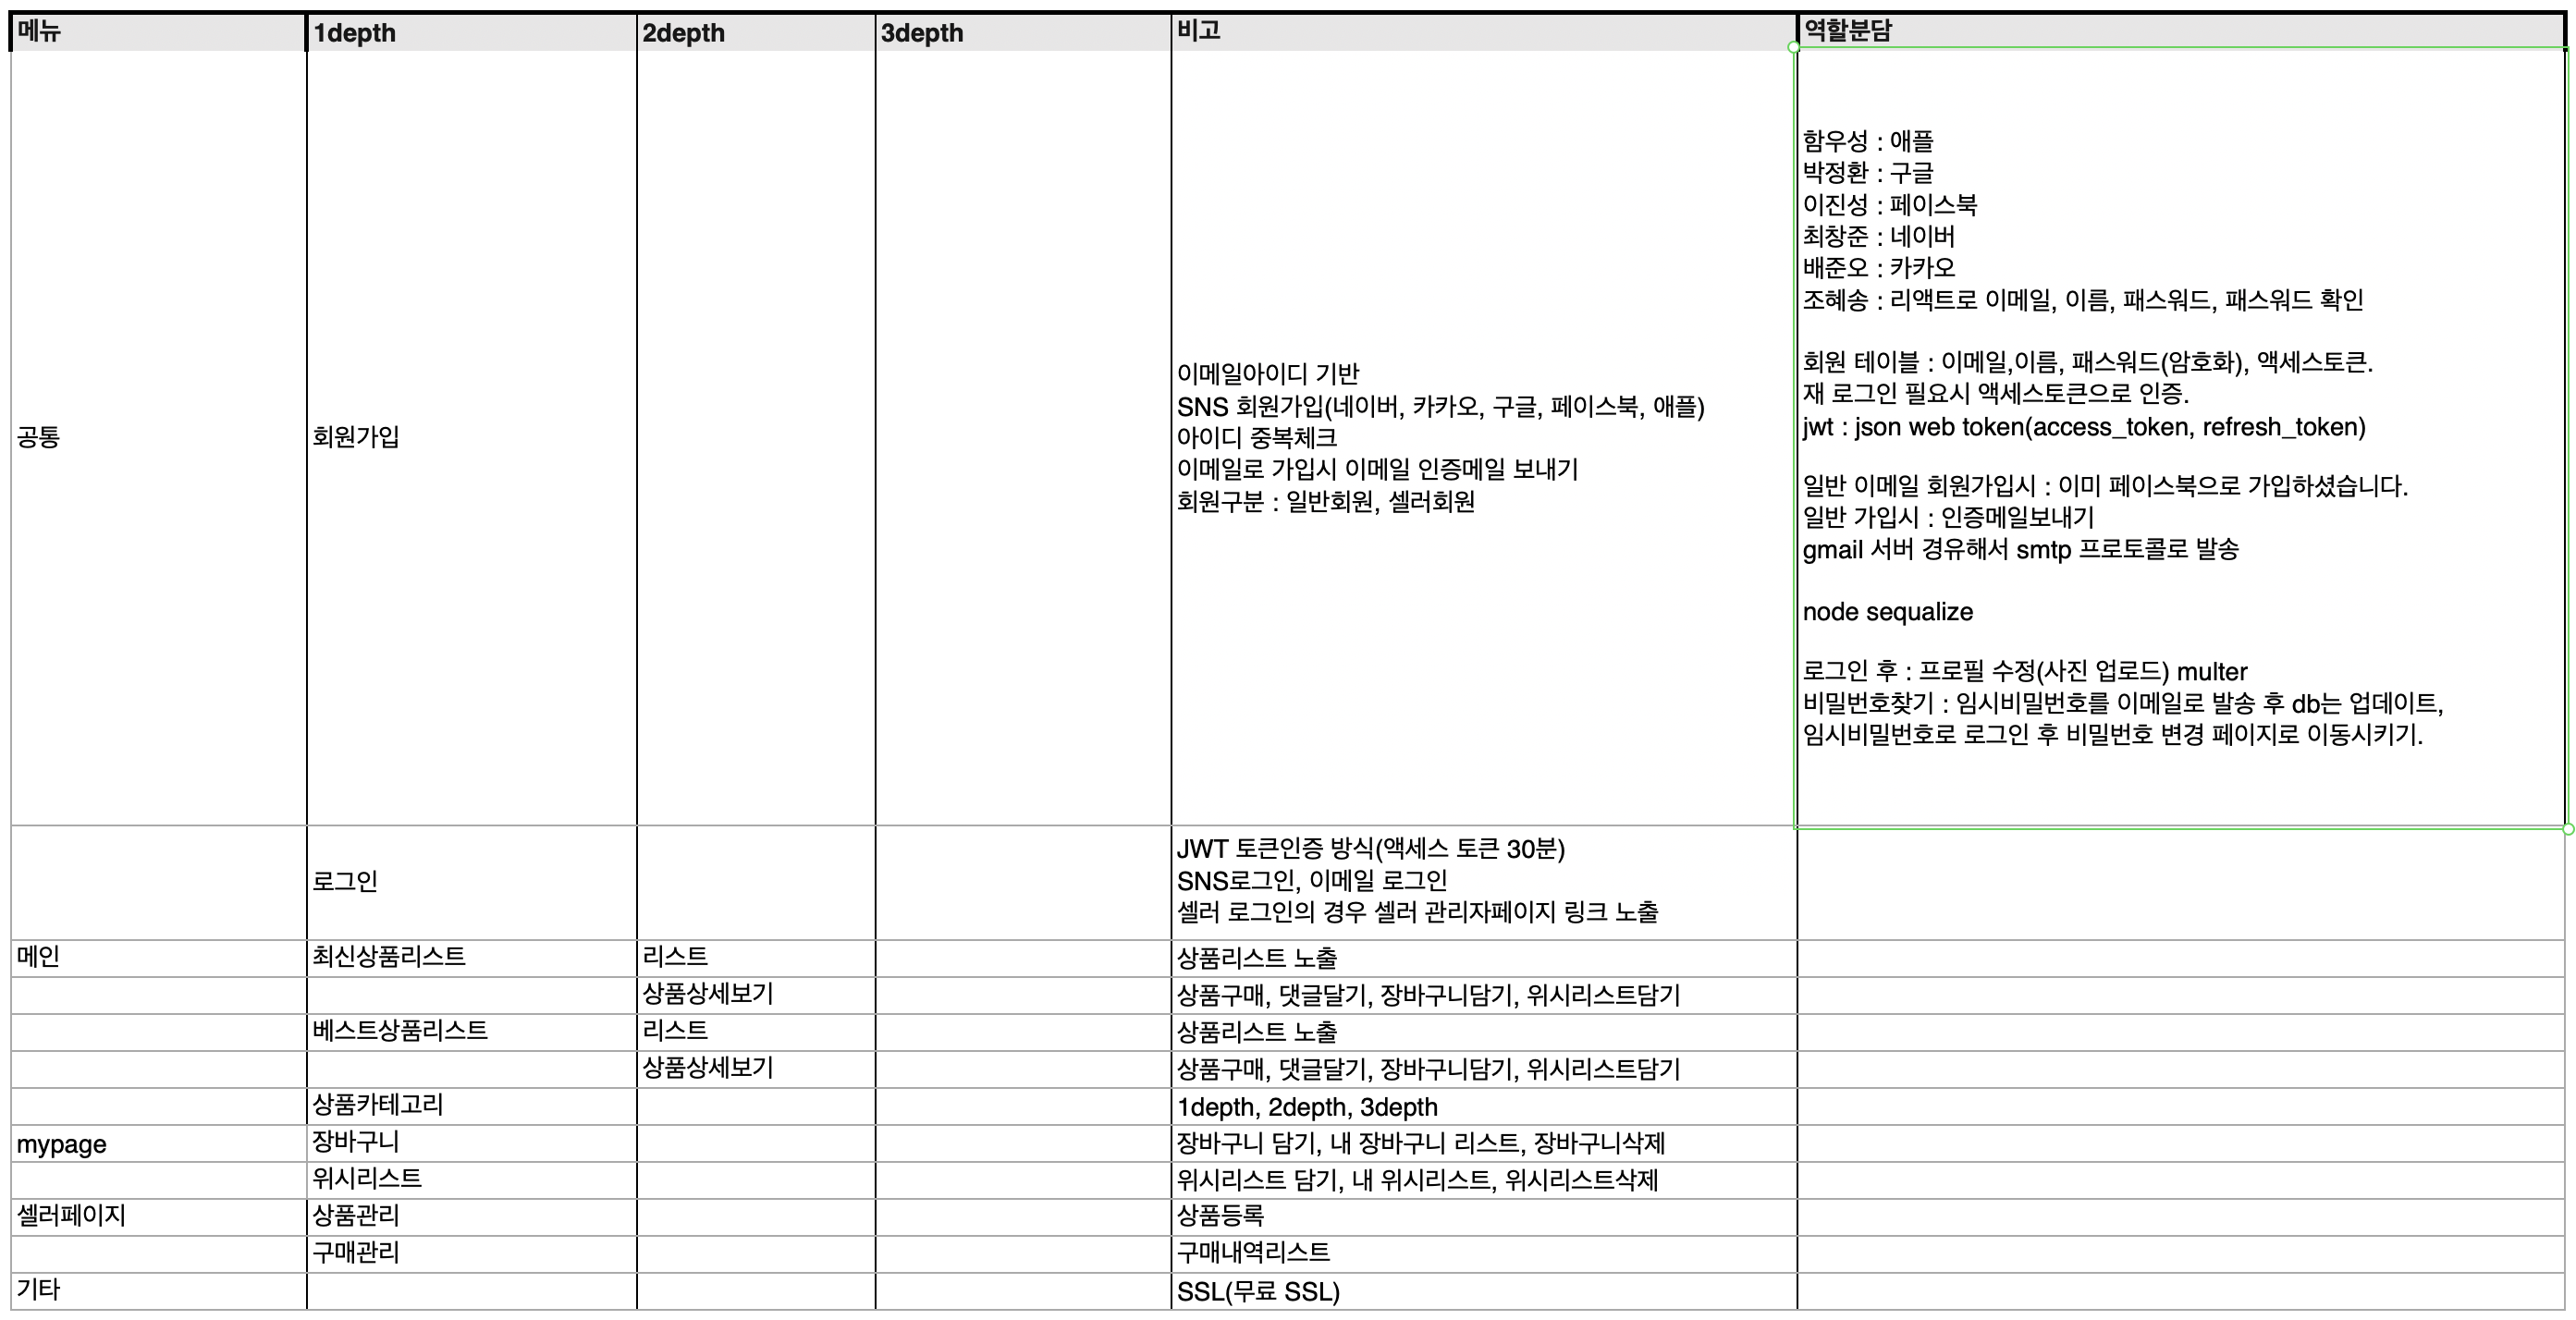 메뉴 1depth 2depth 3depth 비고 역할분담
공통 회원가입
이메일아이디 기반
SNS 회원가입(네이버, 카카오, 구글, 페이스북, 애플)
아이디 중복체크
이메일로 가입시 이메일 인증메일 보내기
회원구분 : 일반회원, 셀러회원
함우성 : 애플
박정환 : 구글
이진성 : 페이스북
최창준 : 네이버
배준오 : 카카오
조혜송 : 리액트로 이메일, 이름, 패스워드, 패스워드 확인
회원 테이블 : 이메일,이름, 패스워드(암호화), 액세스토큰.
재 로그인 필요시 액세스토큰으로 인증.
jwt : json web token(access_token, refresh_token)
일반 이메일 회원가입시 : 이미 페이스북으로 가입하셨습니다.
일반 가입시 : 인증메일보내기
gmail 서버 경유해서 smtp 프로토콜로 발송
node sequalize
로그인 후 : 프로필 수정(사진 업로드) multer
비밀번호찾기 : 임시비밀번호를 이메일로 발송 후 db는 업데이트,
임시비밀번호로 로그인 후 비밀번호 변경 페이지로 이동시키기.
로그인
JWT 토큰인증 방식(액세스 토큰 30분)
SNS로그인, 이메일 로그인
셀러 로그인의 경우 셀러 관리자페이지 링크 노출
메인 최신상품리스트 리스트 상품리스트 노출
상품상세보기 상품구매, 댓글달기, 장바구니담기, 위시리스트담기
베스트상품리스트 리스트 상품리스트 노출
상품상세보기 상품구매, 댓글달기, 장바구니담기, 위시리스트담기
상품카테고리 1depth, 2depth, 3depth
mypage 장바구니 장바구니 담기, 내 장바구니 리스트, 장바구니삭제
위시리스트 위시리스트 담기, 내 위시리스트, 위시리스트삭제
셀러페이지 상품관리 상품등록
구매관리 구매내역리스트
기타 SSL(무료 SSL)